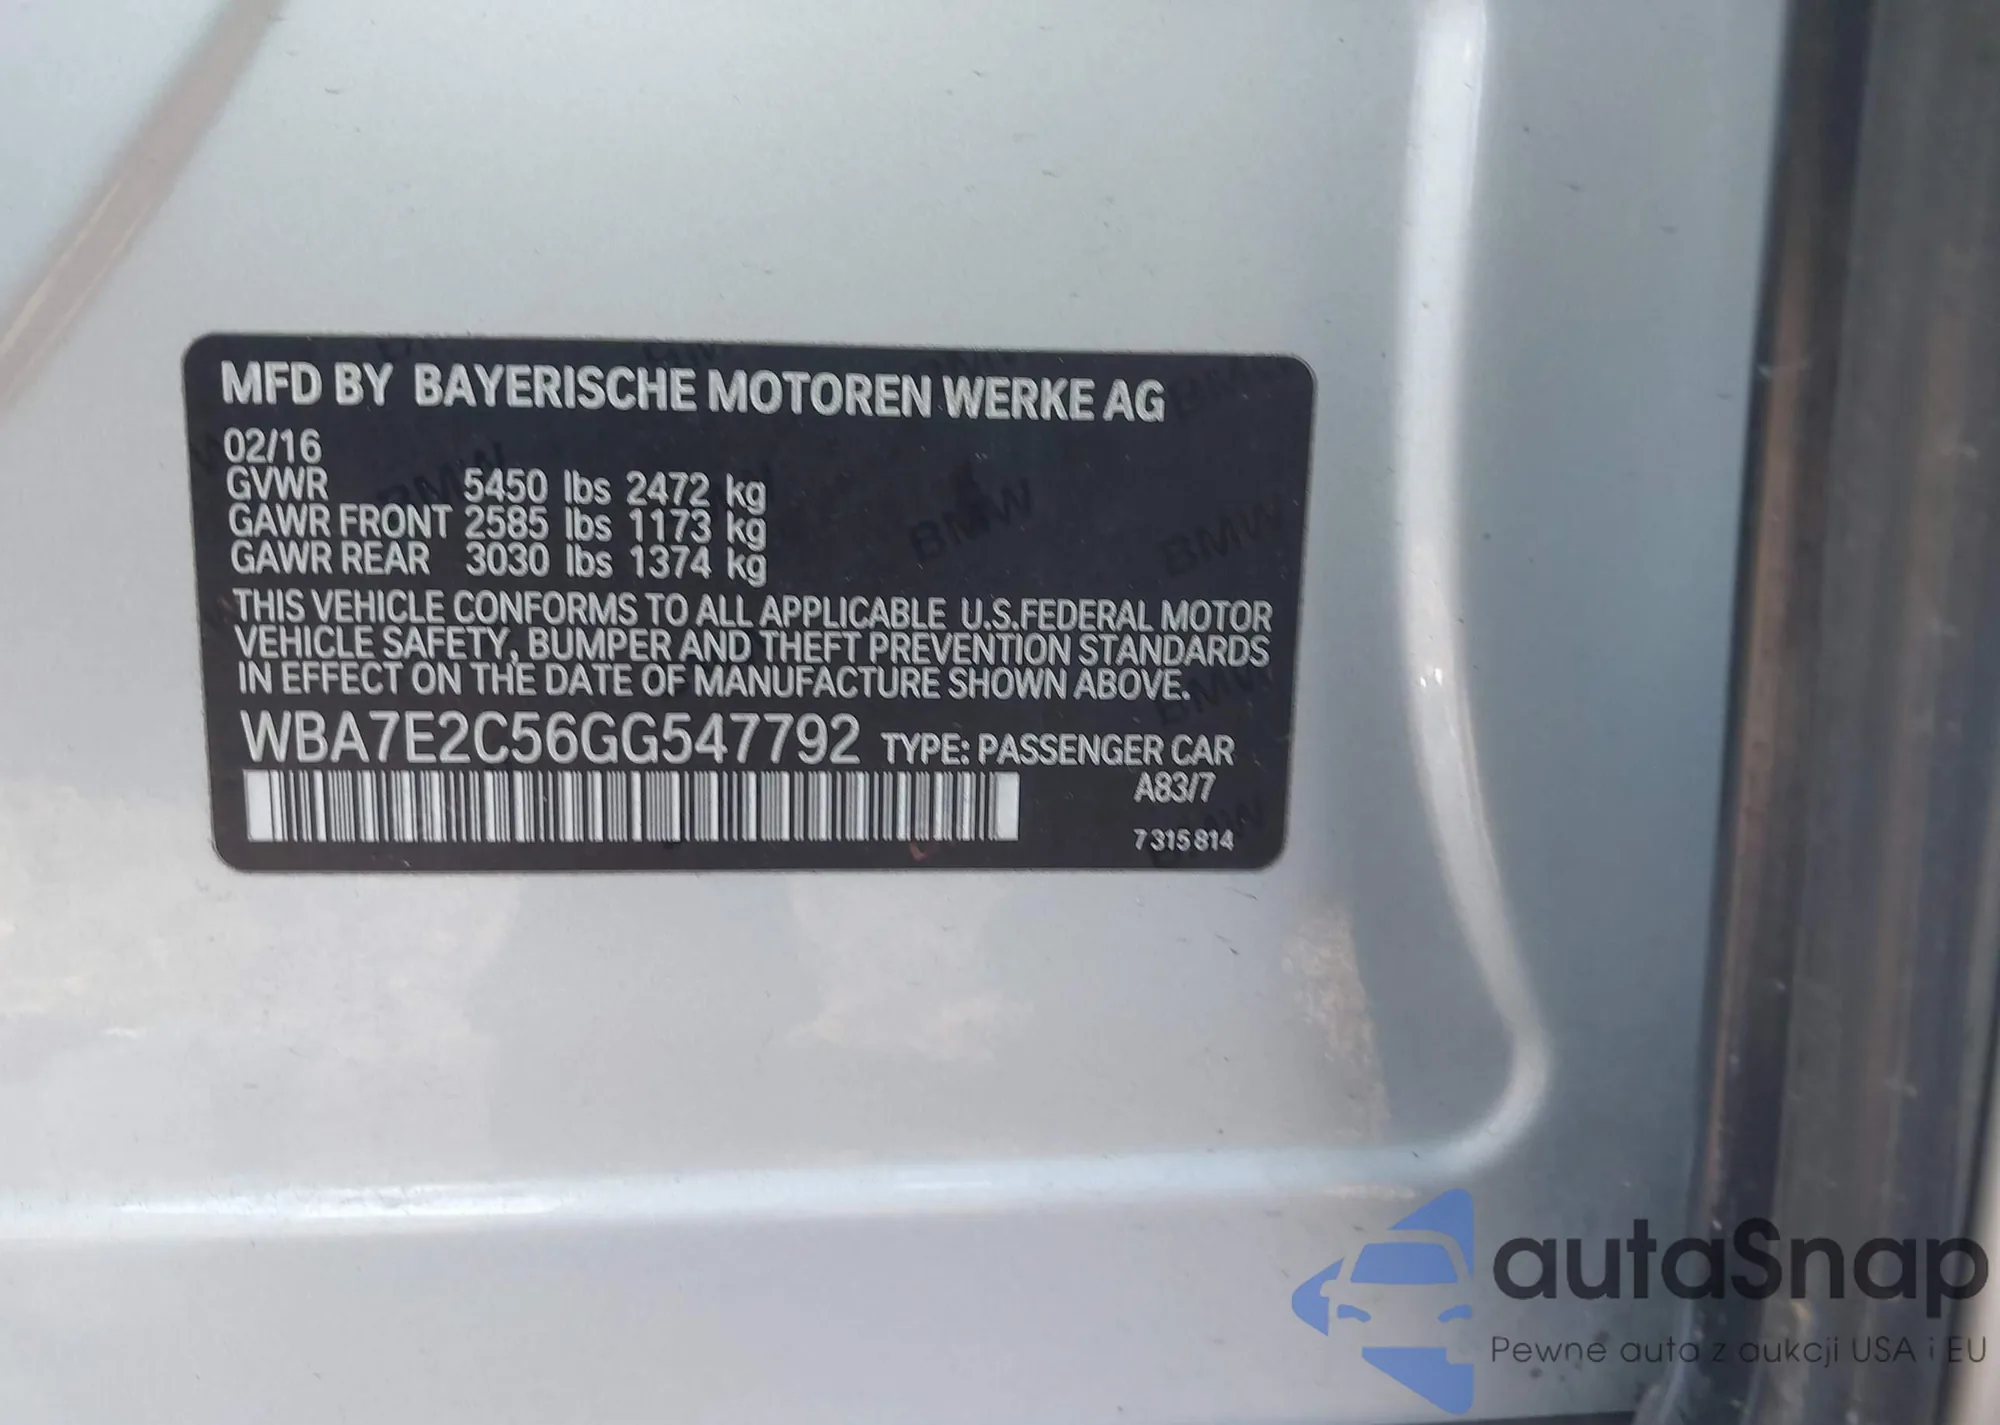 MFD BY BAYERISCHE MOTOREN WERKE AG
02/16
GVWR 5450 lbs 2472 kg
GAWR FRONT 2585 lbs 1173 kg
GAWR REAR 3030 lbs 1374 kg
THIS VEHICLE CONFORMS TO ALL APPLICABLE U.S.FEDERAL MOTOR
VEHICLE SAFETY, BUMPER AND THEFT PREVENTION STANDARDS
IN EFFECT ON THE DATE OF MANUFACTURE SHOWN ABOVE.
WBA7E2C56GG547792 TYPE: PASSENGER CAR
A83/7
7315814
autaSnap
Pewne auta z aukcji USA i EU